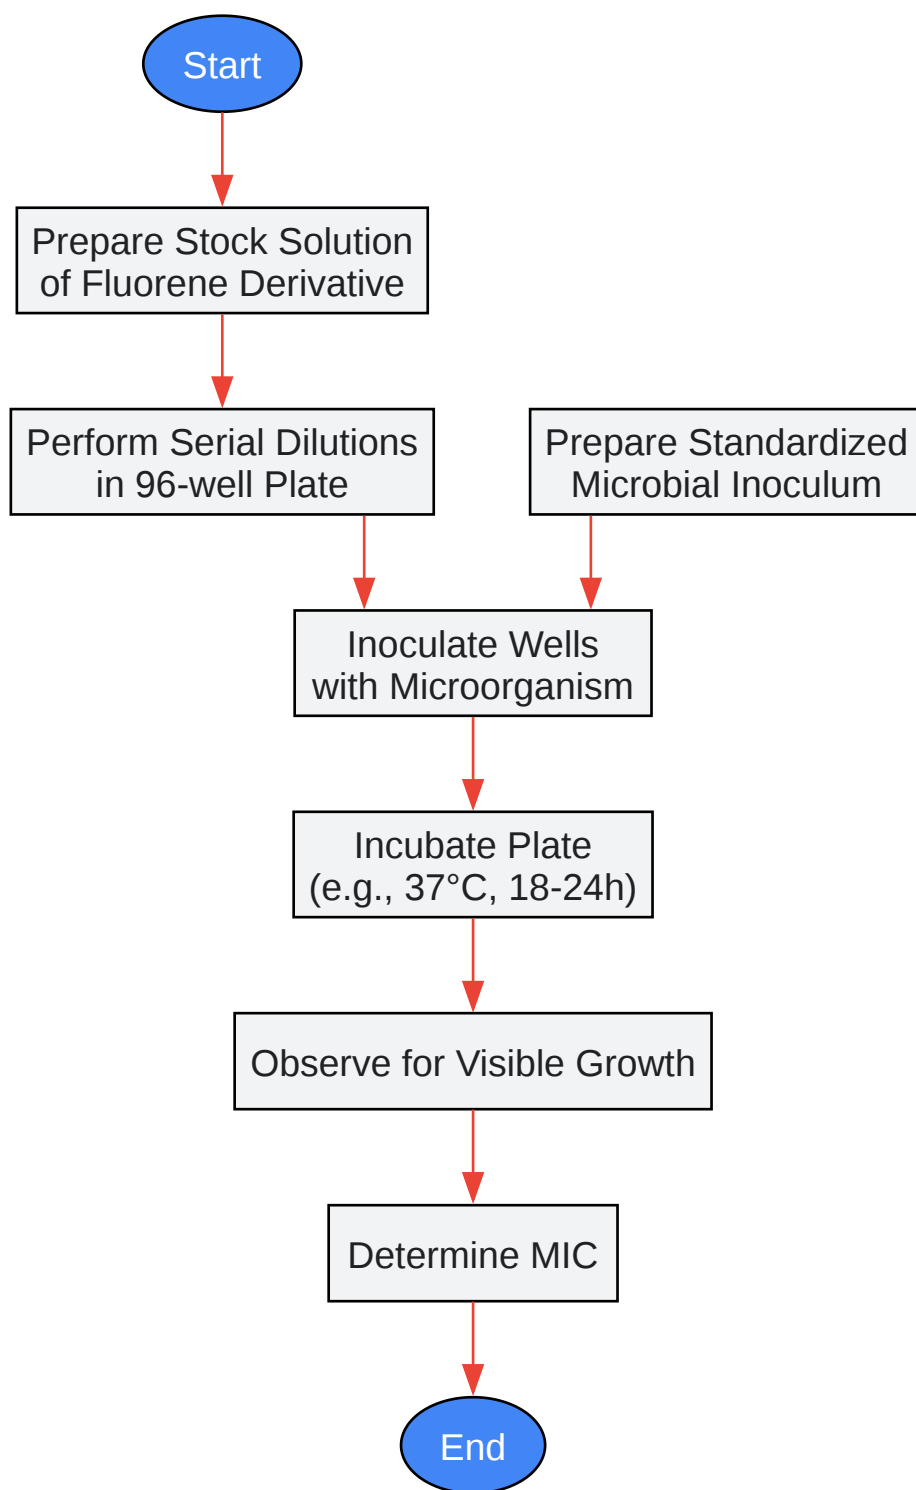 Start
Prepare Stock Solution
of Fluorene Derivative
Perform Serial Dilutions
in 96-well Plate
Prepare Standardized
Microbial Inoculum
Inoculate Wells
with Microorganism
Incubate Plate
(e.g., 37°C, 18-24h)
Observe for Visible Growth
Determine MIC
End